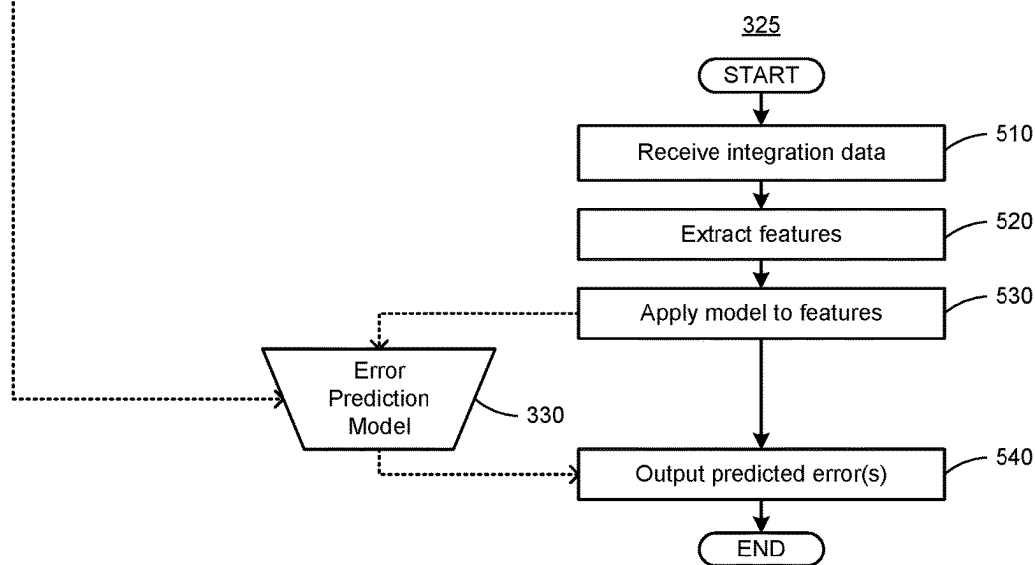 325
START
Receive integration data
510
Extract features
520
Apply model to features
530
Error
Prediction
Model
330
Output predicted error(s)
540
END